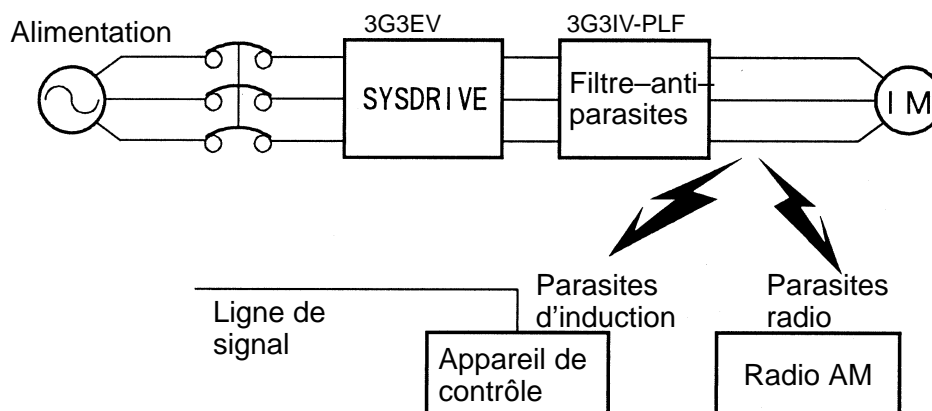 Alimentation
3G3EV
3G3IV-PLF
SYSDRIVE
Filtre–anti–
parasites
I M
Parasites
d'induction
Parasites
radio
Ligne de
signal
Appareil de
contrôle
Radio AM